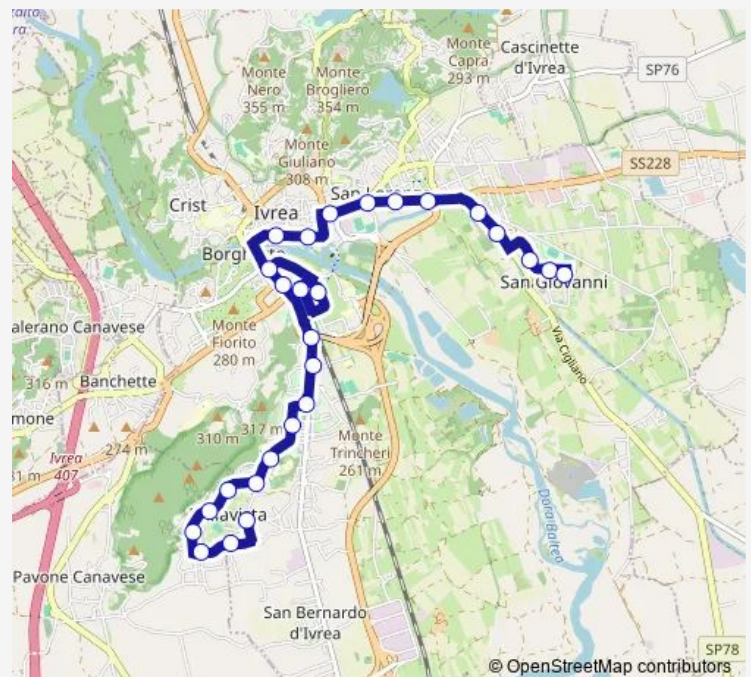 Monte
Capra
293 m
Cascinette
d'Ivrea
SP76
Monte
Nero
355 m
Monte
Brogliero
354 m
Monte
Giuliano
308 m
SS228
Crist
Ivrea
San
San Giovanni
alerano Canavese
Monte
Fiorito
280 m
Via Cigliano
316 m
Banchette
mone
274 m
310 m
317 m
Monte
Trincheri
261 m
Ivrea
407
Dora Baltea
Pavone Canavese
San Bernardo
d'Ivrea
SP78
© OpenStreetMap contributors